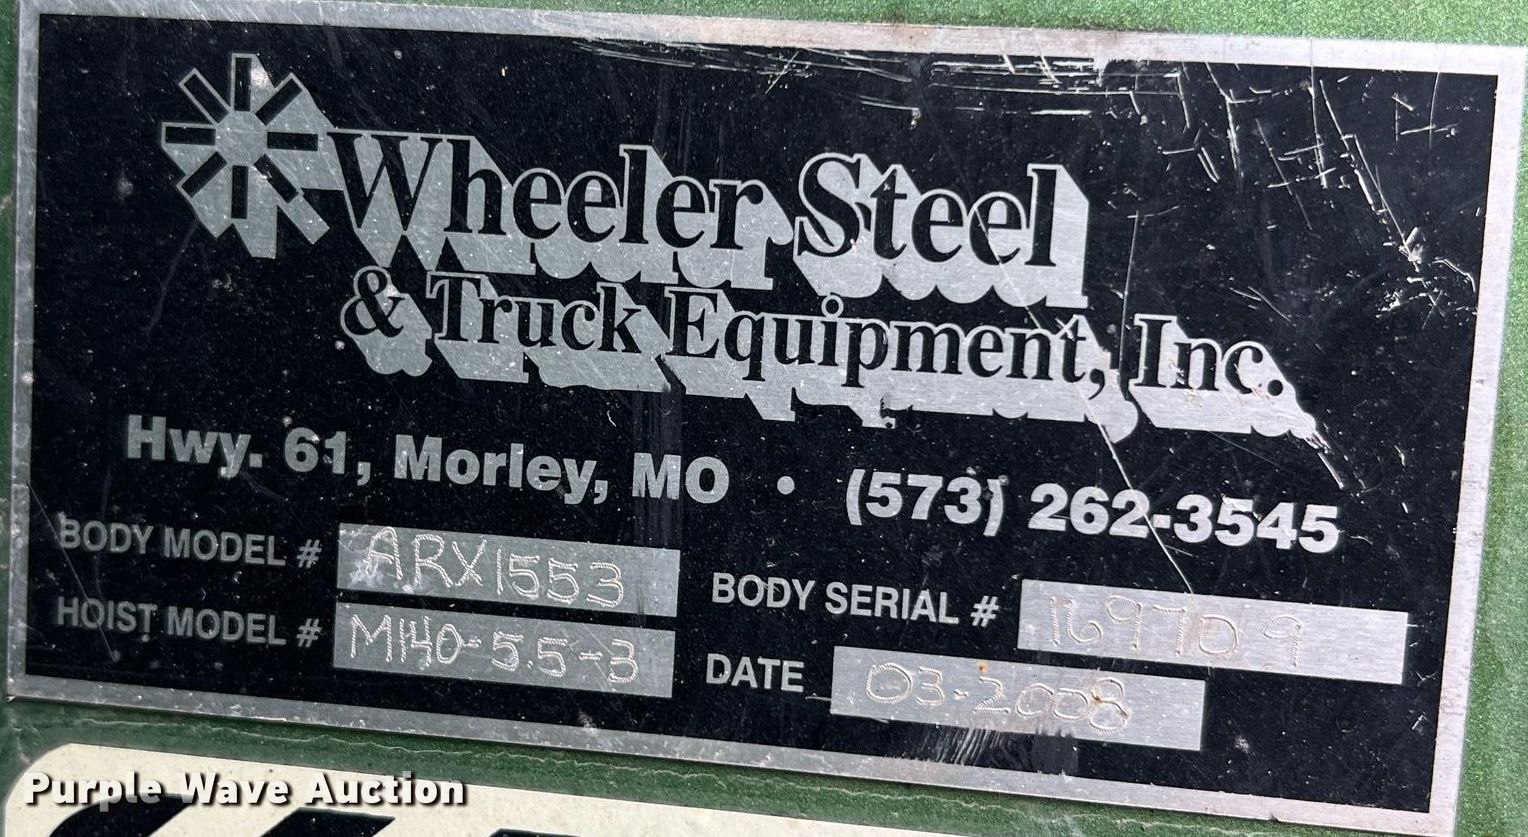 Wheeler Steel
& Truck Equipment, Inc.
Hwy. 61, Morley, MO • (573) 262-3545
BODY MODEL # ARX1553
BODY SERIAL # 169709
HOIST MODEL # M140-5.5-3
DATE 03-2008
Purple Wave Auction